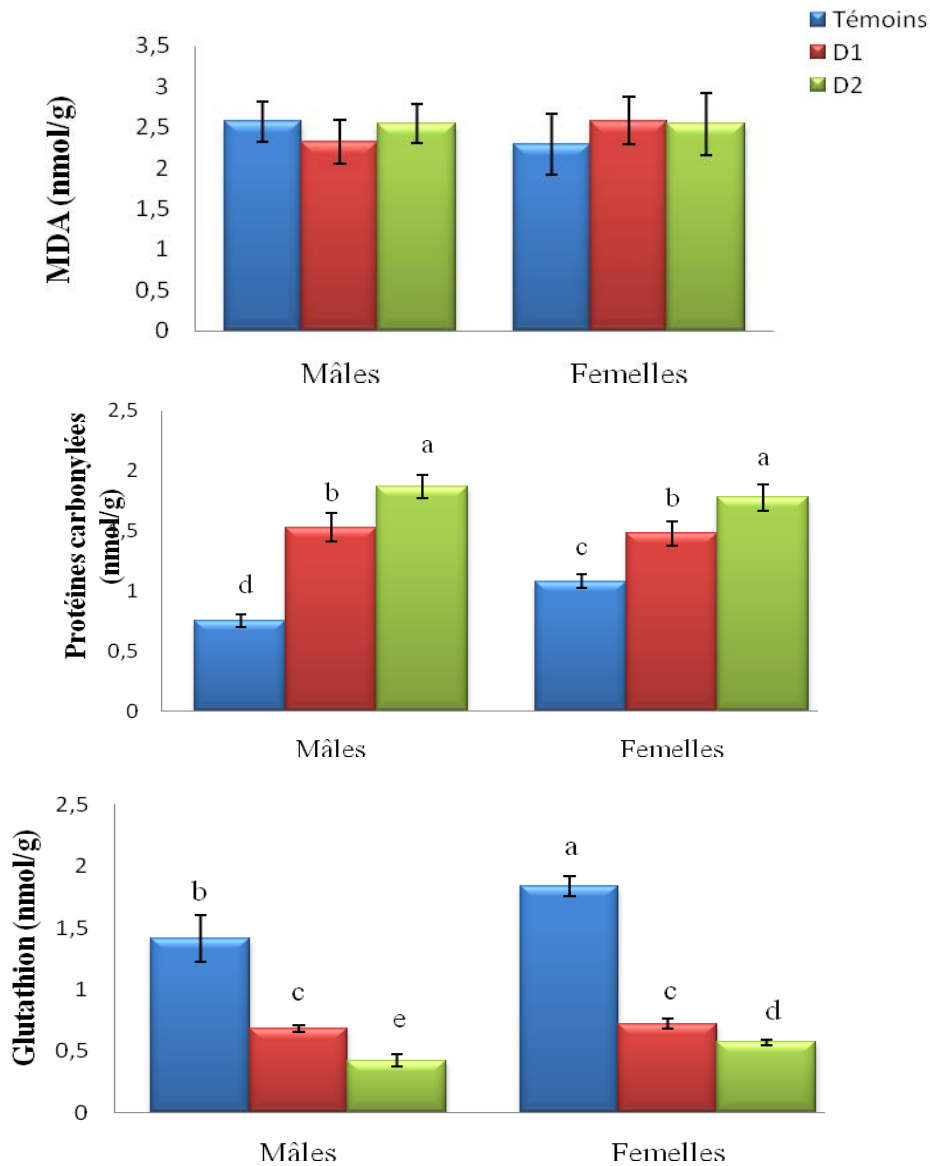 Témoins
D1
D2
MDA (nmol/g)
3,5
3
2,5
2
1,5
1
0,5
0
Mâles Femelles
Protéines carbonylées
(nmol/g)
2,5
2
1,5
1
0,5
0
d b a c b a
Mâles Femelles
Glutathion (nmol/g)
2,5
2
1,5
1
0,5
0
b c e a c d
Mâles Femelles